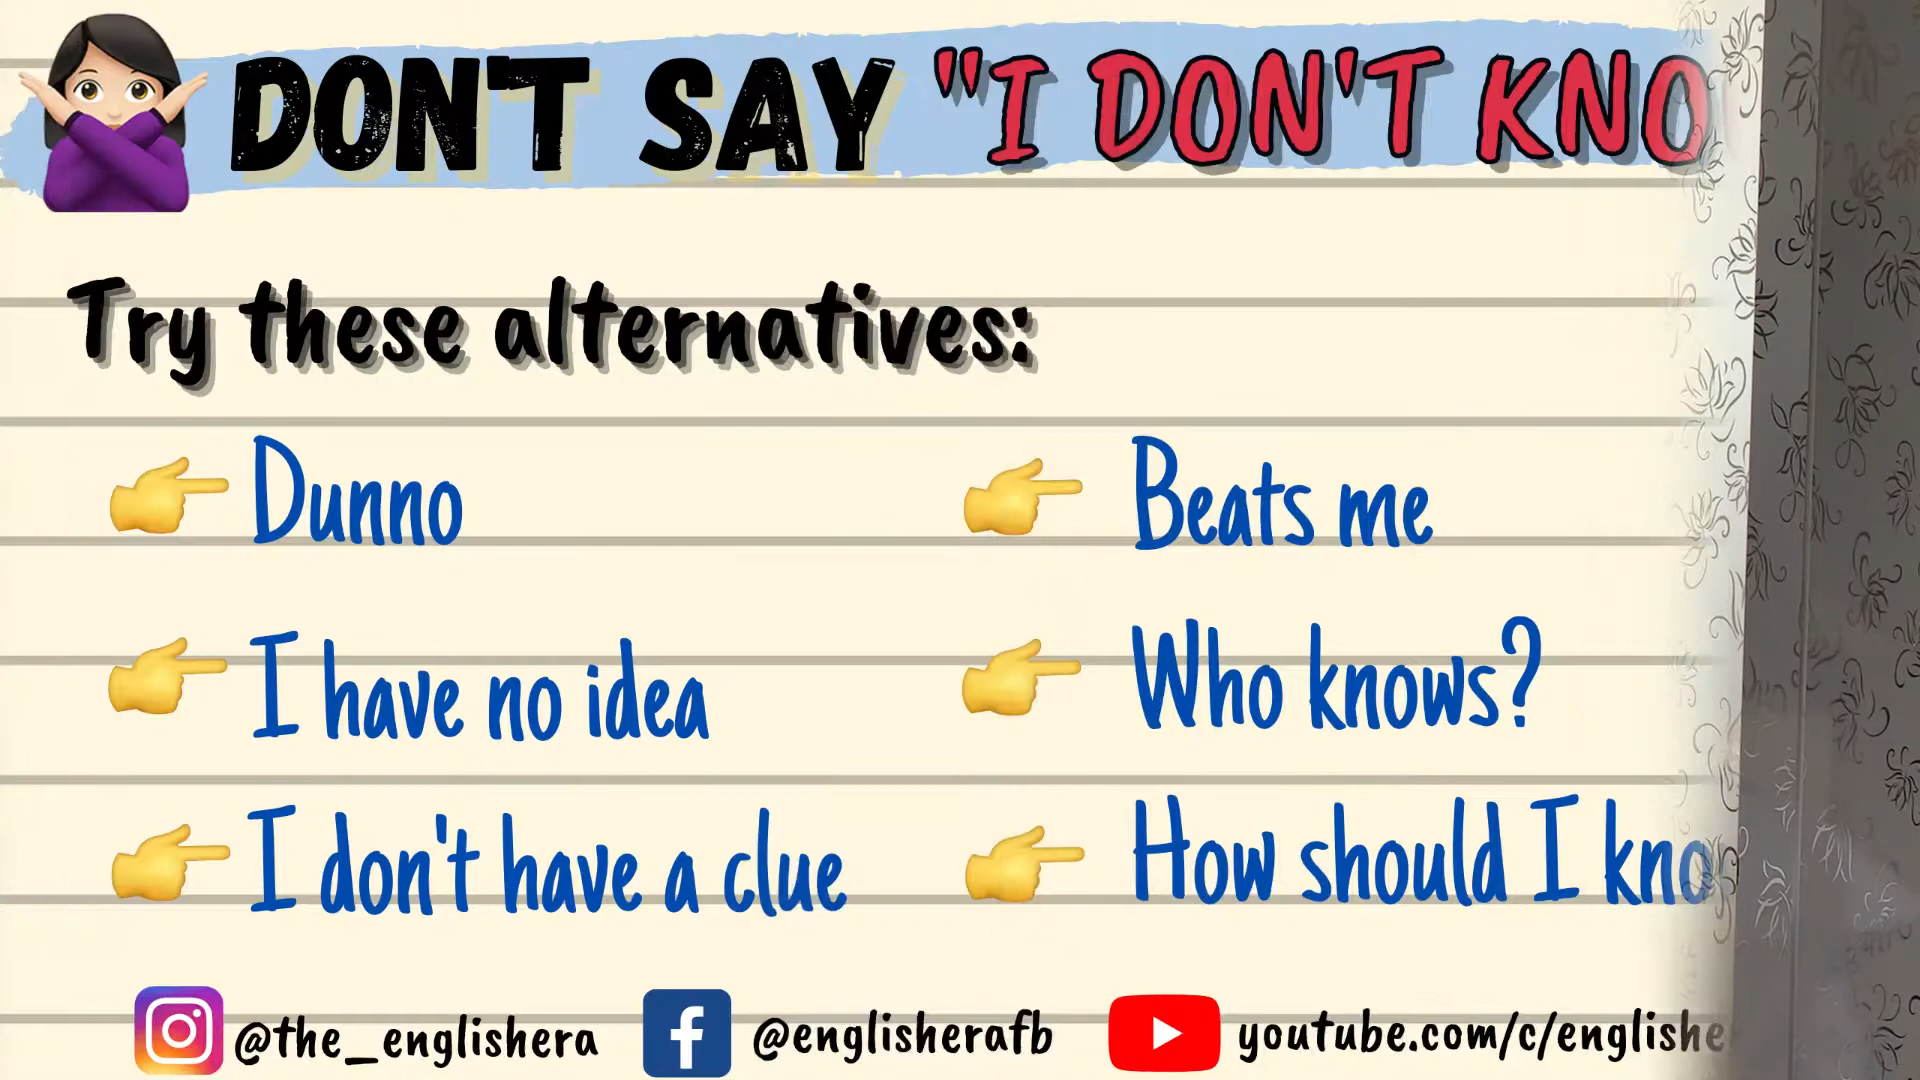 DON'T SAY "I DON'T KNO
Try these alternatives:
Dunno
Beats me
I have no idea
Who knows?
I don't have a clue
How should I kno
@the_englishera
@englisherafb
youtube.com/c/englishe